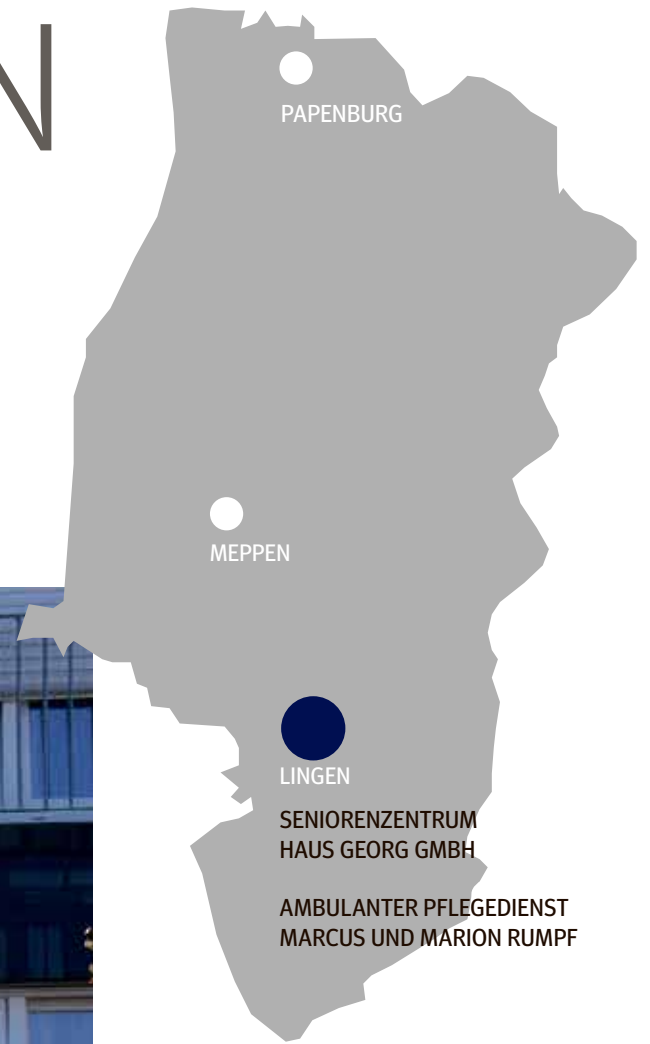 N
PAPENBURG
MEPPEN
LINGEN
SENIORENZENTRUM
HAUS GEORG GMBH
AMBULANTER PFLEGEDIENST
MARCUS UND MARION RUMPF